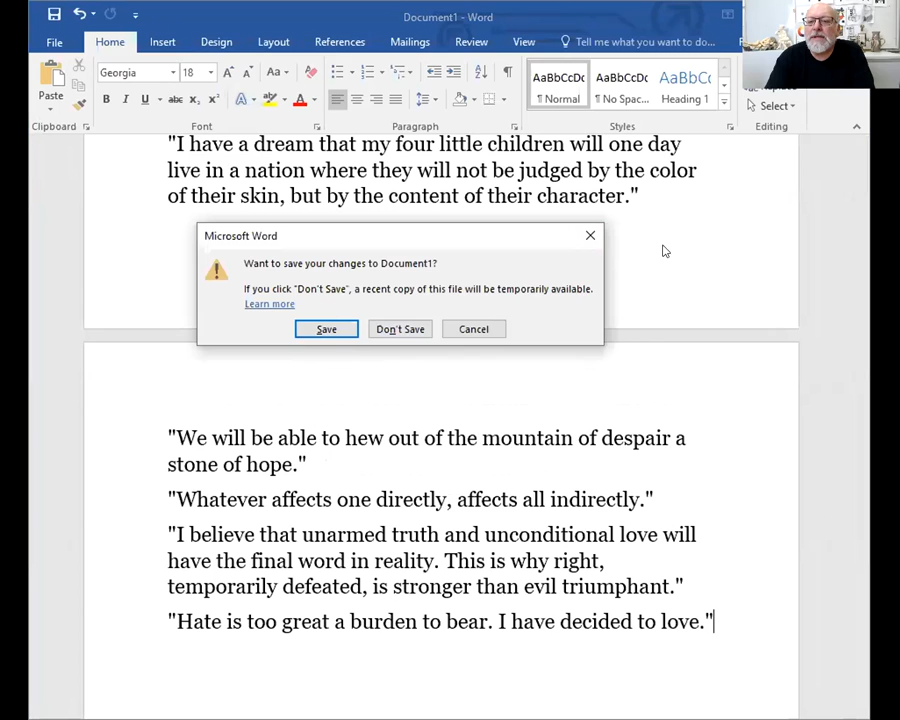 Document1 - Word
File Home Insert Design Layout References Mailings Review View Tell me what you want to do...
Georgia 18 A A Aa
AaBbCcDc AaBbCcDc AaBbCc
Paste
B I U abc x₂ x² A ab A
¶ Normal ¶ No Spac... Heading 1
Select
Clipboard Font Paragraph Styles Editing
"I have a dream that my four little children will one day
live in a nation where they will not be judged by the color
of their skin, but by the content of their character."
Microsoft Word
Want to save your changes to Document1?
If you click "Don't Save", a recent copy of this file will be temporarily available.
Learn more
Save Don't Save Cancel
"We will be able to hew out of the mountain of despair a
stone of hope."
"Whatever affects one directly, affects all indirectly."
"I believe that unarmed truth and unconditional love will
have the final word in reality. This is why right,
temporarily defeated, is stronger than evil triumphant."
"Hate is too great a burden to bear. I have decided to love."